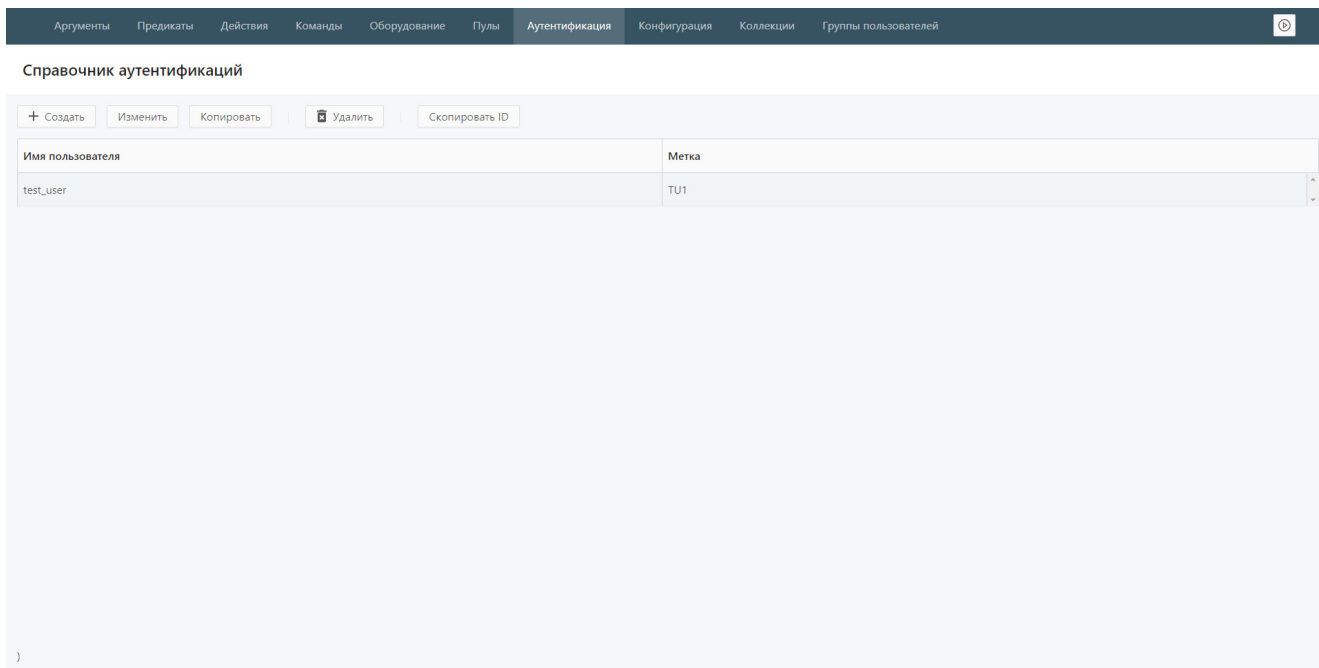 Аргументы Предикаты Действия Команды Оборудование Пулы Аутентификация Конфигурация Коллекции Группы пользователей
Справочник аутентификаций
+ Создать Изменить Копировать Удалить Скопировать ID
Имя пользователя Метка
test_user TU1
)